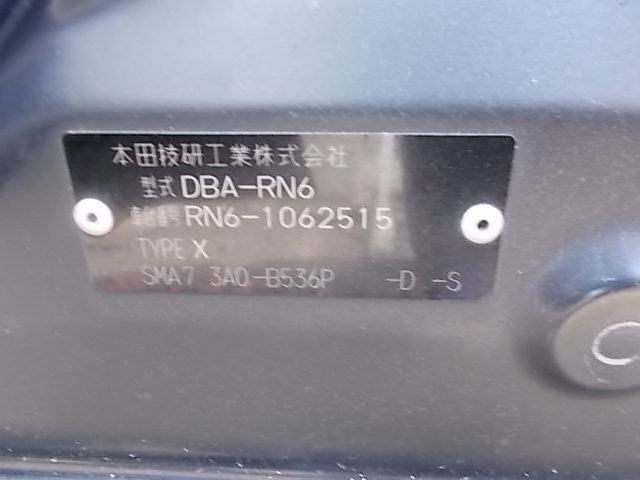 本田技研工業株式会社
型式 DBA-RN6
車台番号 RN6-1062515
TYPE X
SMA7 3A0-B536P -D -S